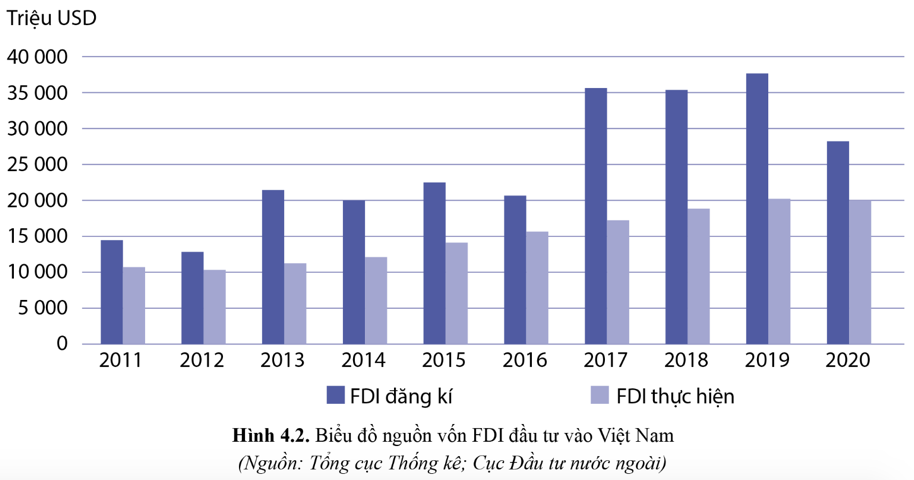 Triệu USD
40 000
35 000
30 000
25 000
20 000
15 000
10 000
5 000
0
2011 2012 2013 2014 2015 2016 2017 2018 2019 2020
FDI đăng kí FDI thực hiện
Hình 4.2. Biểu đồ nguồn vốn FDI đầu tư vào Việt Nam
(Nguồn: Tổng cục Thống kê; Cục Đầu tư nước ngoài)